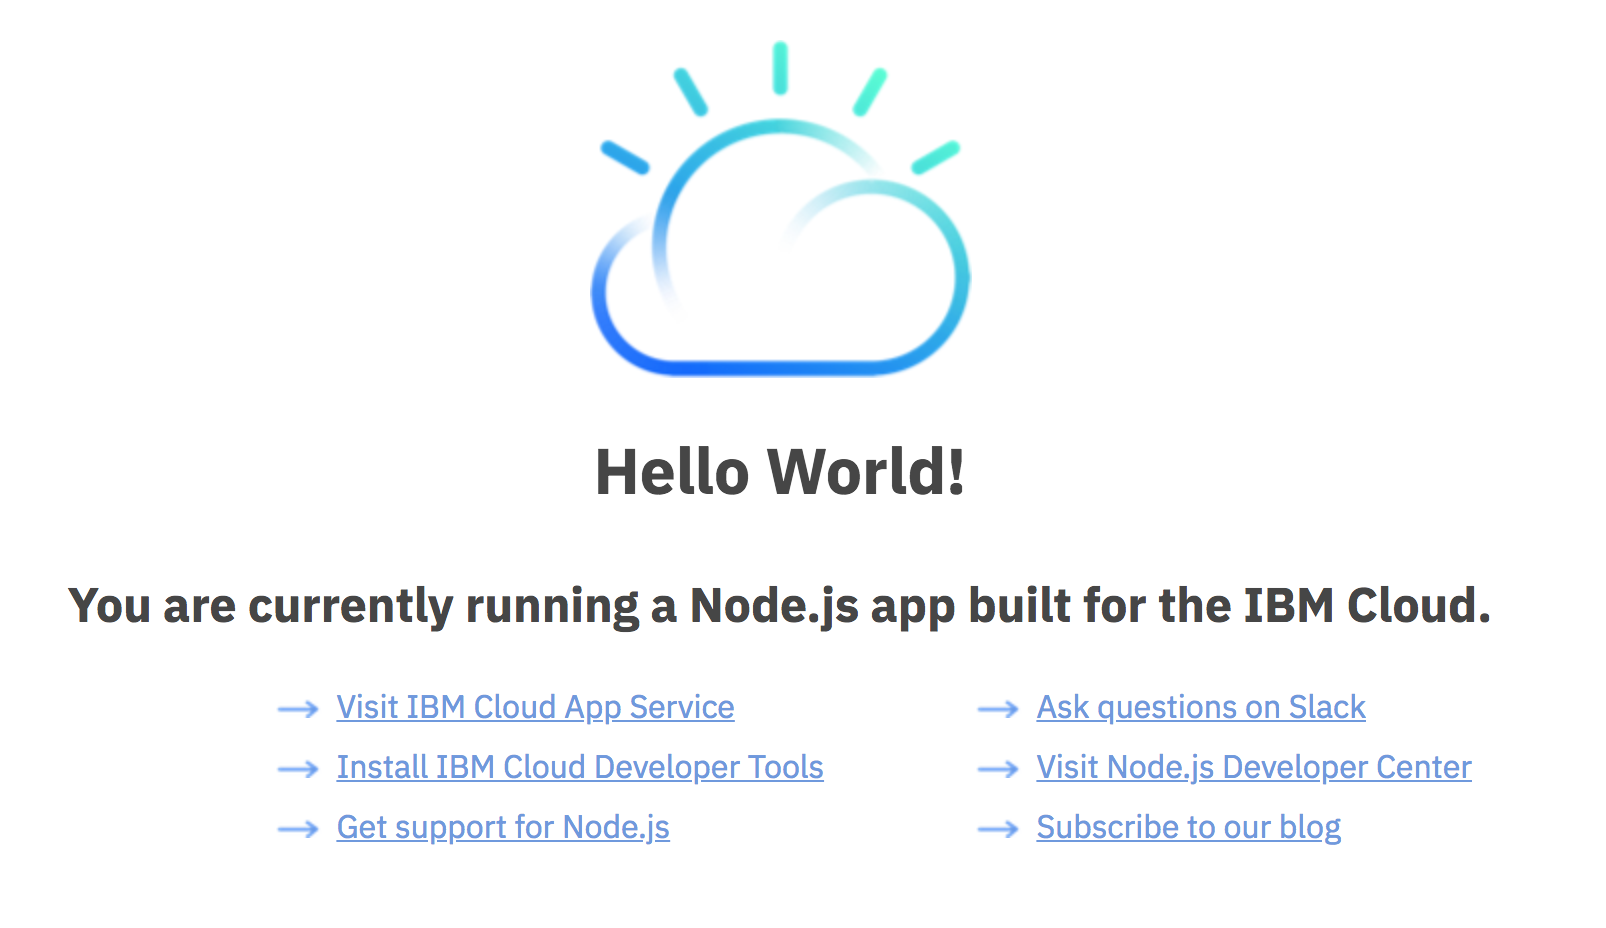 Hello World!
You are currently running a Node.js app built for the IBM Cloud.
Visit IBM Cloud App Service
Install IBM Cloud Developer Tools
Get support for Node.js
Ask questions on Slack
Visit Node.js Developer Center
Subscribe to our blog